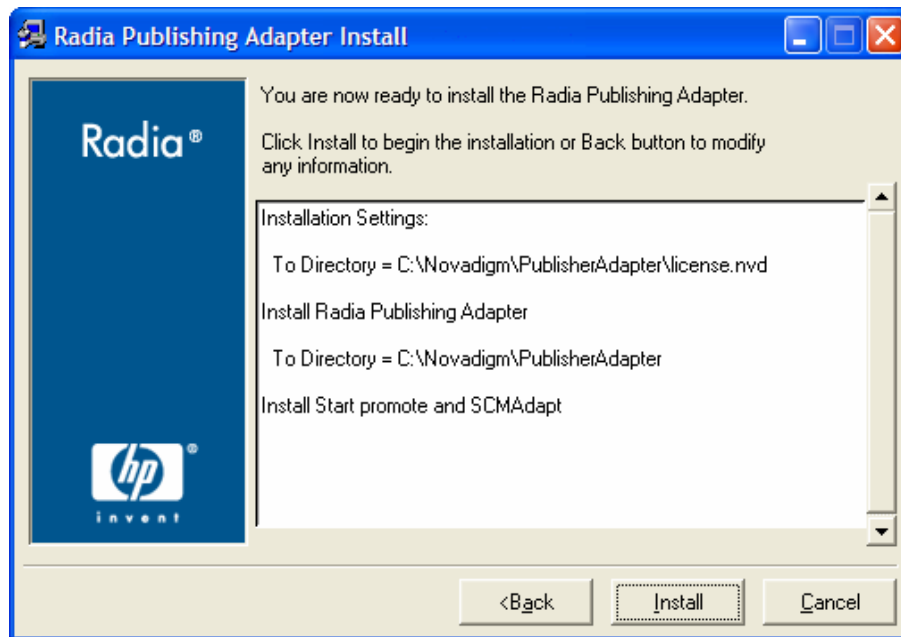 Radia Publishing Adapter Install
Radia®
You are now ready to install the Radia Publishing Adapter.
Click Install to begin the installation or Back button to modify
any information.
Installation Settings:
To Directory = C:\Novadigm\PublisherAdapter\license.nvd
Install Radia Publishing Adapter
To Directory = C:\Novadigm\PublisherAdapter
Install Start promote and SCMAdapt
hp®
invent
<Back
Install
Cancel